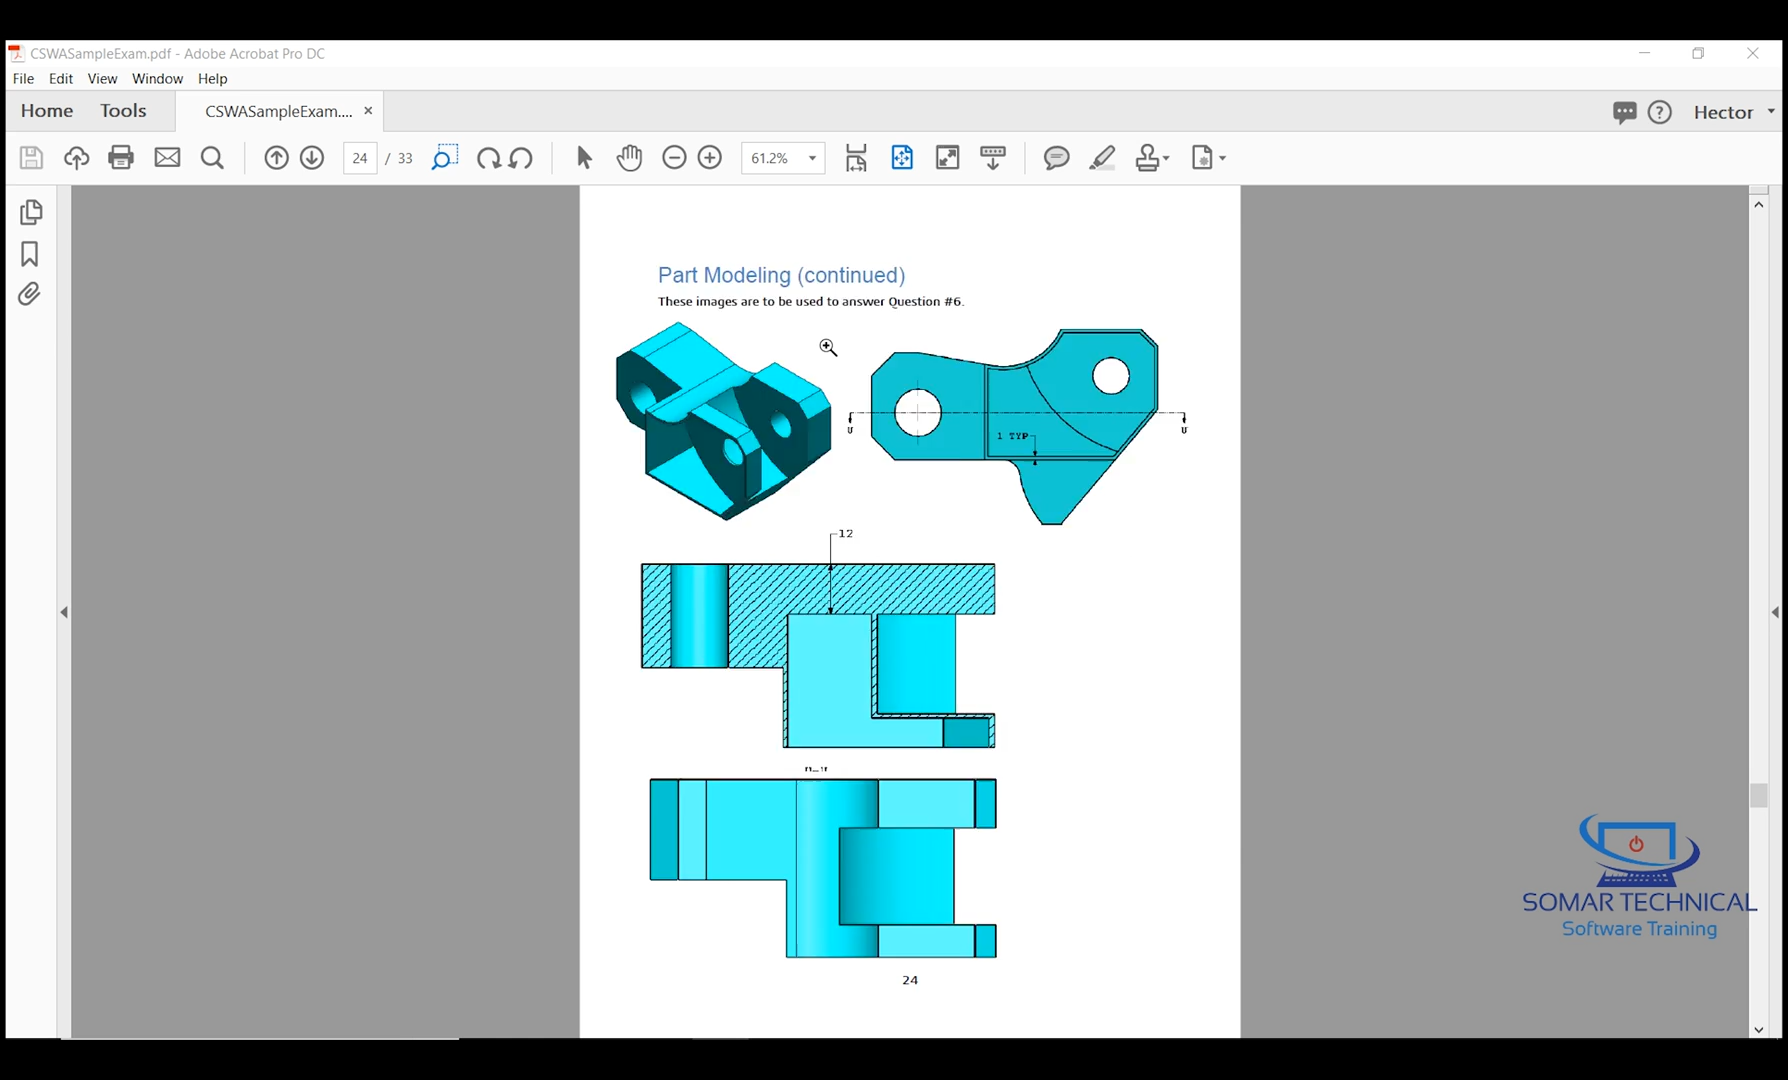 CSWASampleExam.pdf - Adobe Acrobat Pro DC
File Edit View Window Help
Home Tools CSWASampleExam.... × Hector
24 / 33 61.2%
Part Modeling (continued)
These images are to be used to answer Question #6.
1 TYP
U U
12
24
SOMAR TECHNICAL
Software Training